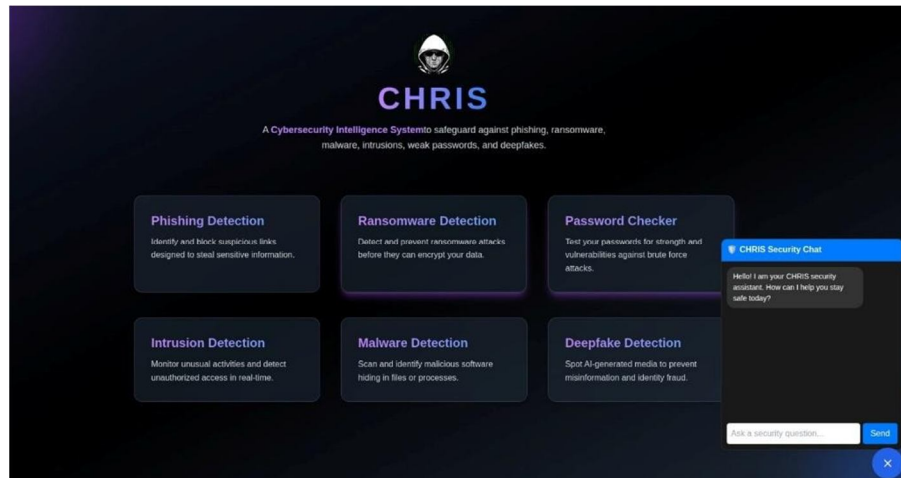 CHRIS
A Cybersecurity Intelligence Systemto safeguard against phishing, ransomware,
malware, intrusions, weak passwords, and deepfakes.
Phishing Detection
Identify and block suspicious links
designed to steal sensitive information.
Ransomware Detection
Detect and prevent ransomware attacks
before they can encrypt your data.
Password Checker
Test your passwords for strength and
vulnerabilities against brute force
attacks.
Intrusion Detection
Monitor unusual activities and detect
unauthorized access in real-time.
Malware Detection
Scan and identify malicious software
hiding in files or processes.
Deepfake Detection
Spot AI-generated media to prevent
misinformation and identity fraud.
CHRIS Security Chat
Hello! I am your CHRIS security
assistant. How can I help you stay
safe today?
Ask a security question...
Send